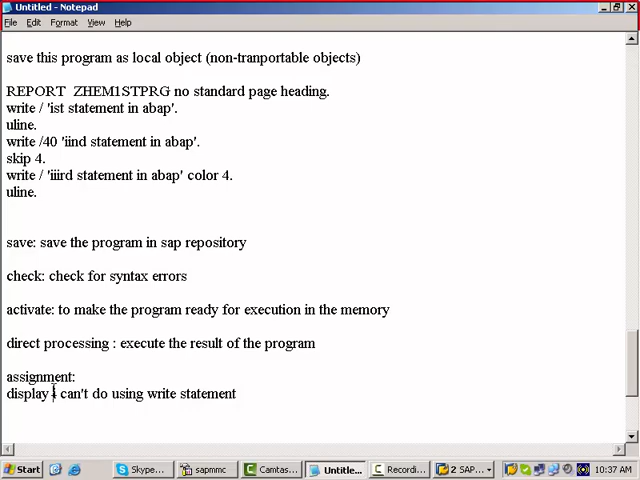 Untitled - Notepad
File Edit Format View Help
save this program as local object (non-tranportable objects)
REPORT ZHEM1STPRG no standard page heading.
write / 'ist statement in abap'.
uline.
write /40 'iind statement in abap'.
skip 4.
write / 'iiird statement in abap' color 4.
uline.
save: save the program in sap repository
check: check for syntax errors
activate: to make the program ready for execution in the memory
direct processing : execute the result of the program
assignment:
display i can't do using write statement
Start Skype... sapmmc Camtas... Untitle... Recordi... 2 SAP... 10:37 AM